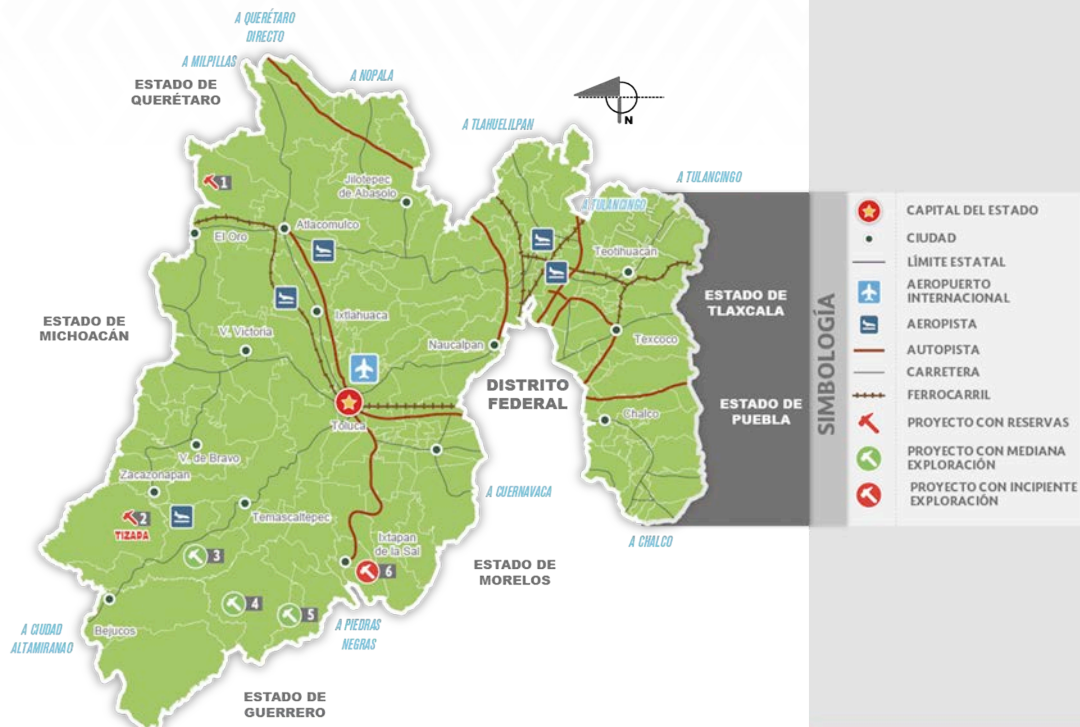 A QUERÉTARO
DIRECTO
A MILPILLAS
A NOPALA
ESTADO DE
QUERÉTARO
N
A TLAHUELILPAN
A TULANCINGO
1
Jilotepec
de Abasolo
A TULANCINGO
El Oro
Atlacomulco
Teotihuacán
ESTADO DE
TLAXCALA
ESTADO DE
MICHOACÁN
Ixtlahuaca
V. Victoria
Naucalpan
Texcoco
DISTRITO
FEDERAL
ESTADO DE
PUEBLA
Toluca
Chalco
V. de Bravo
Zacazonapan
A CUERNAVACA
2
TIZAPA
Temascaltepec
Ixtapan
de la Sal
A CHALCO
3
6
ESTADO DE
MORELOS
4
5
Bejucos
A CIUDAD
ALTAMIRANAO
A PIEDRAS
NEGRAS
ESTADO DE
GUERRERO
SIMBOLOGÍA
CAPITAL DEL ESTADO
CIUDAD
LÍMITE ESTATAL
AEROPUERTO
INTERNACIONAL
AEROPISTA
AUTOPISTA
CARRETERA
FERROCARRIL
PROYECTO CON RESERVAS
PROYECTO CON MEDIANA
EXPLORACIÓN
PROYECTO CON INCIPIENTE
EXPLORACIÓN